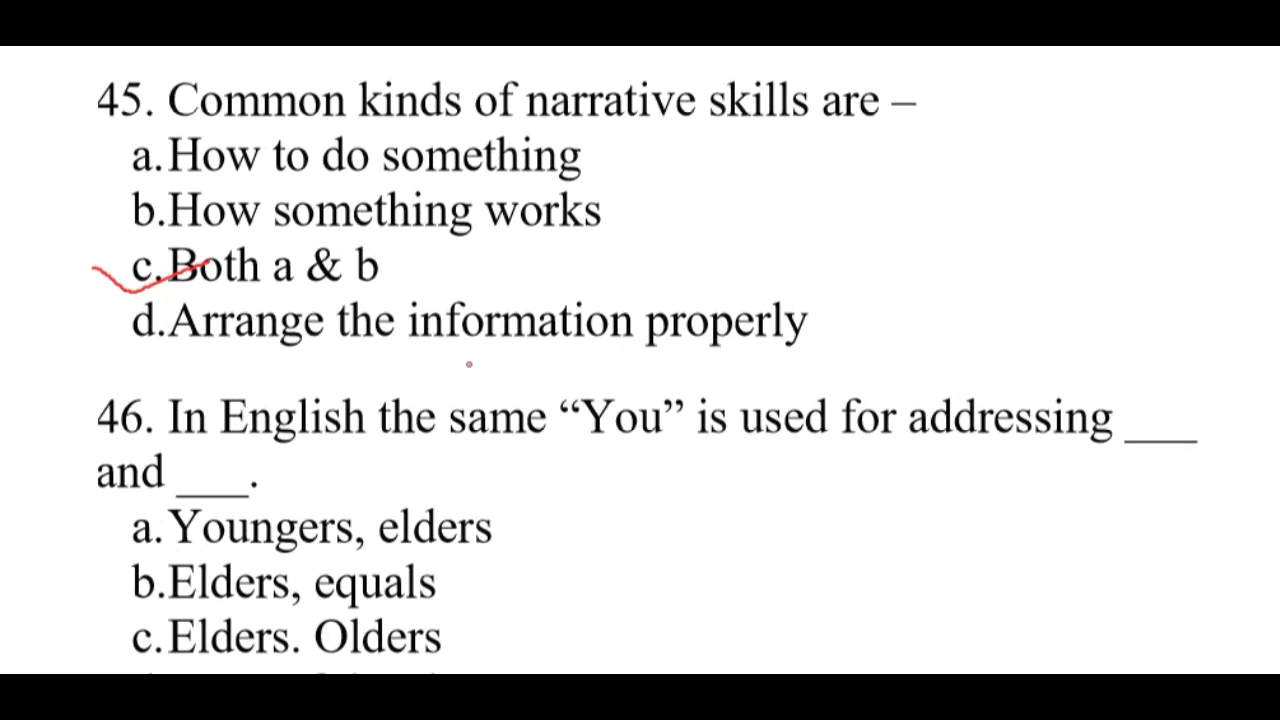 45. Common kinds of narrative skills are –
a. How to do something
b. How something works
c. Both a & b
d. Arrange the information properly
46. In English the same “You” is used for addressing ___
and ___.
a. Youngers, elders
b. Elders, equals
c. Elders. Olders